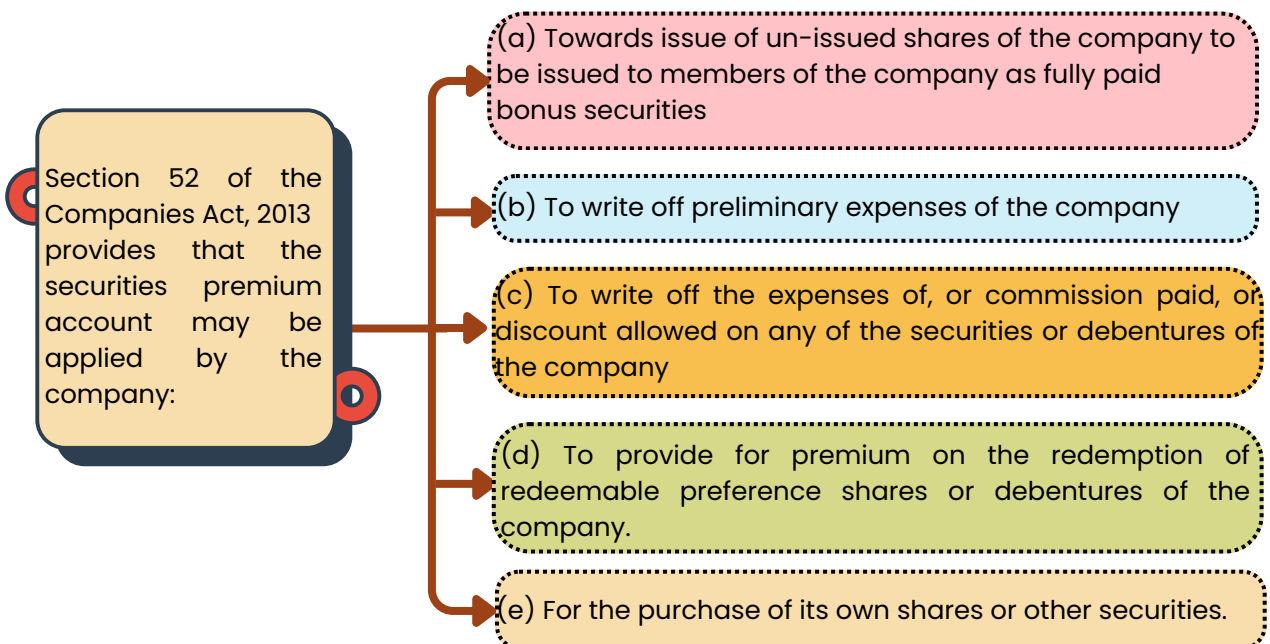 Section 52 of the
Companies Act, 2013
provides that the
securities premium
account may be
applied by the
company:
(a) Towards issue of un-issued shares of the company to
be issued to members of the company as fully paid
bonus securities
(b) To write off preliminary expenses of the company
(c) To write off the expenses of, or commission paid, or
discount allowed on any of the securities or debentures of
the company
(d) To provide for premium on the redemption of
redeemable preference shares or debentures of the
company.
(e) For the purchase of its own shares or other securities.